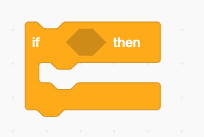 if then